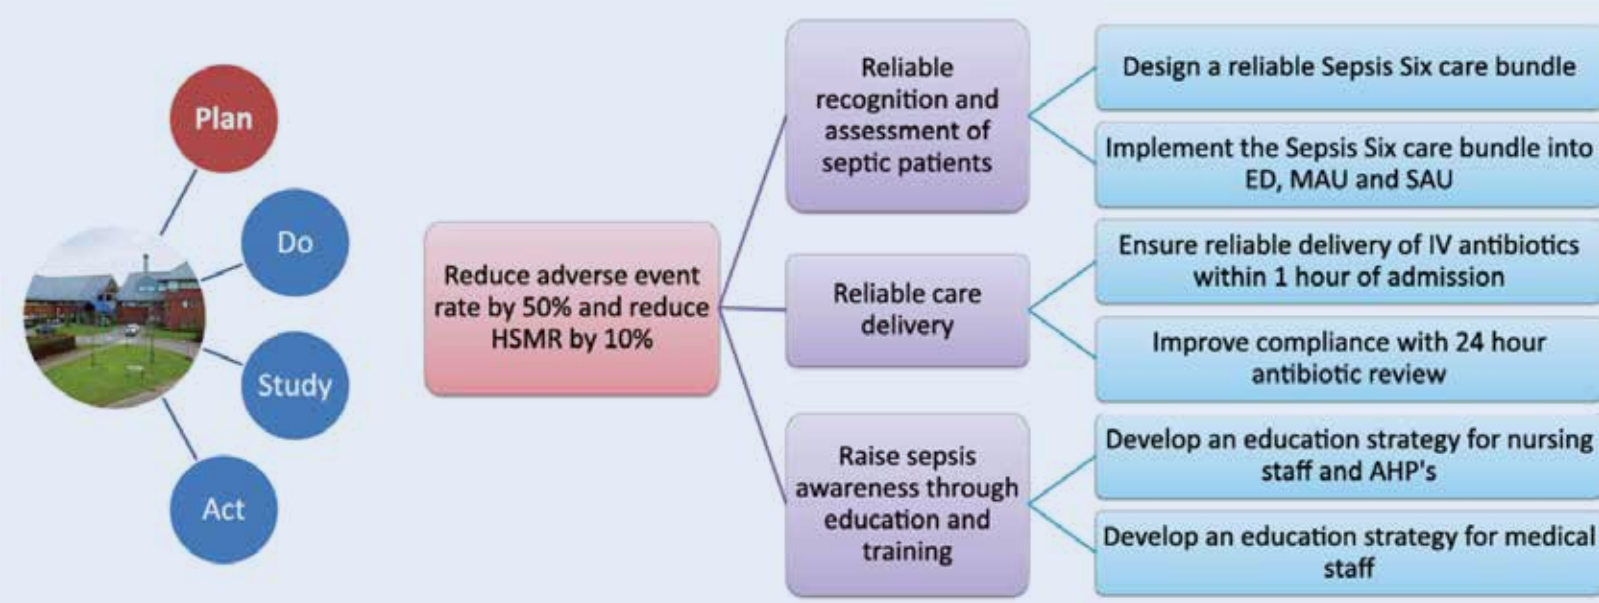 Plan
Do
Study
Act
Reduce adverse event
rate by 50% and reduce
HSMR by 10%
Reliable
recognition and
assessment of
septic patients
Design a reliable Sepsis Six care bundle
Implement the Sepsis Six care bundle into
ED, MAU and SAU
Reliable care
delivery
Ensure reliable delivery of IV antibiotics
within 1 hour of admission
Improve compliance with 24 hour
antibiotic review
Raise sepsis
awareness through
education and
training
Develop an education strategy for nursing
staff and AHP's
Develop an education strategy for medical
staff